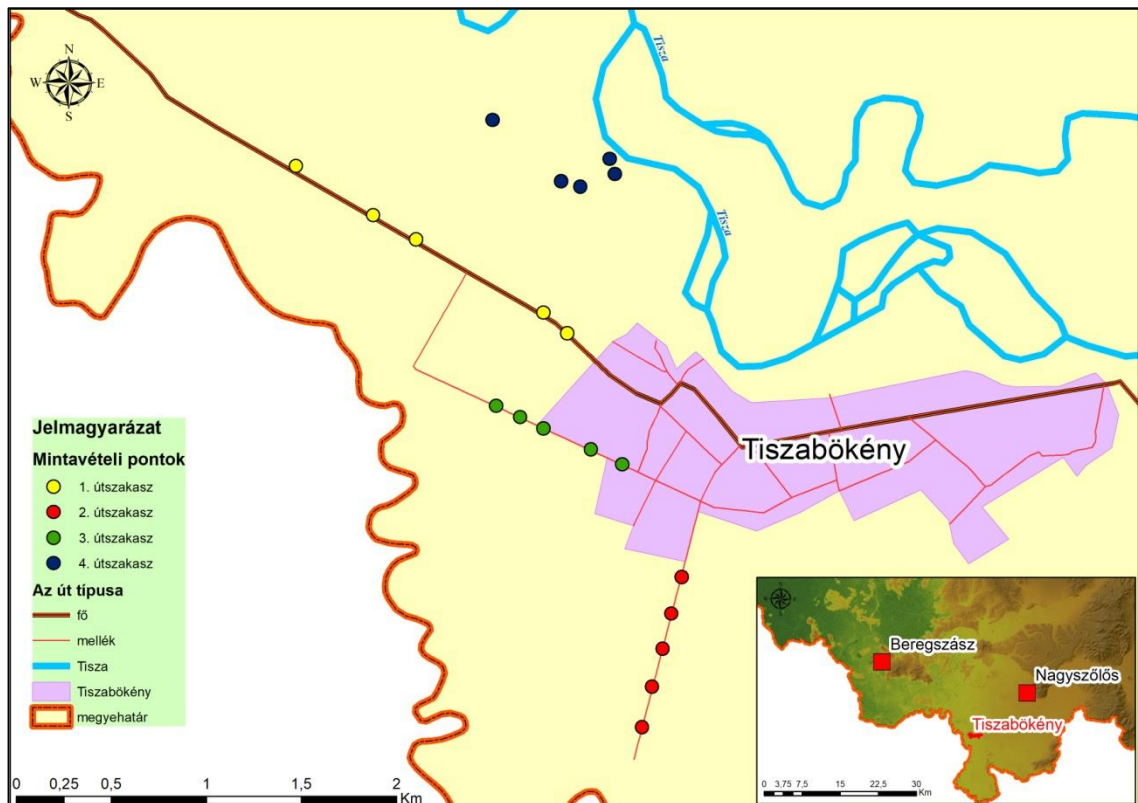 N
W E
S
Tisza
Tisza
Tiszabökény
Jelmagyarázat
Mintavételi pontok
1. útszakasz
2. útszakasz
3. útszakasz
4. útszakasz
Az út típusa
fő
mellék
Tisza
Tiszabökény
megyehatár
0 0,25 0,5 1 1,5 2
Km
Beregszász
Nagyszőlős
Tiszabökény
0 3,75 7,5 15 22,5 30
Km